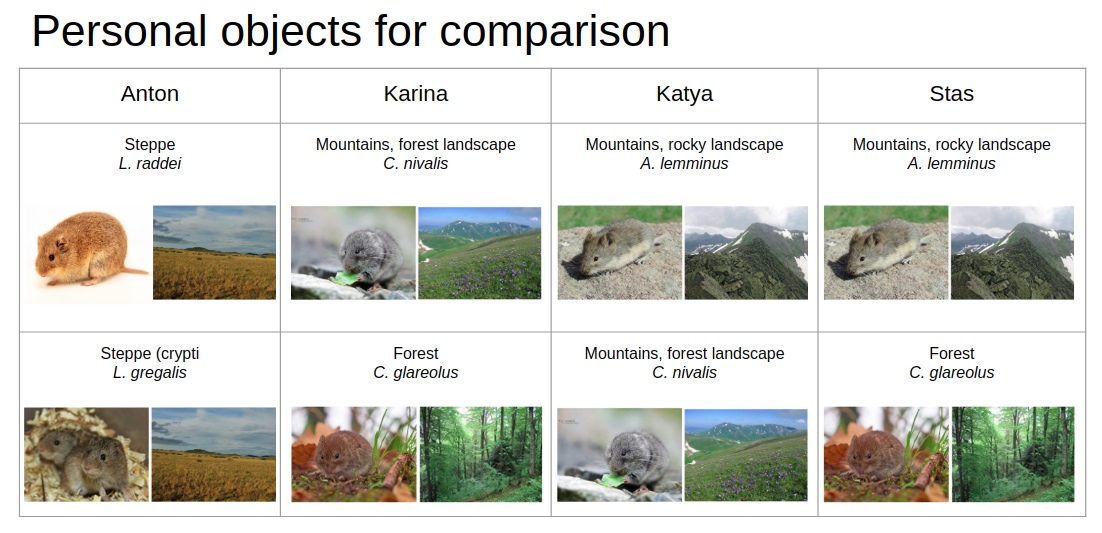 Personal objects for comparison
Anton
Karina
Katya
Stas
Steppe
L. raddei
Mountains, forest landscape
C. nivalis
Mountains, rocky landscape
A. lemminus
Mountains, rocky landscape
A. lemminus
Steppe (crypti
L. gregalis
Forest
C. glareolus
Mountains, forest landscape
C. nivalis
Forest
C. glareolus